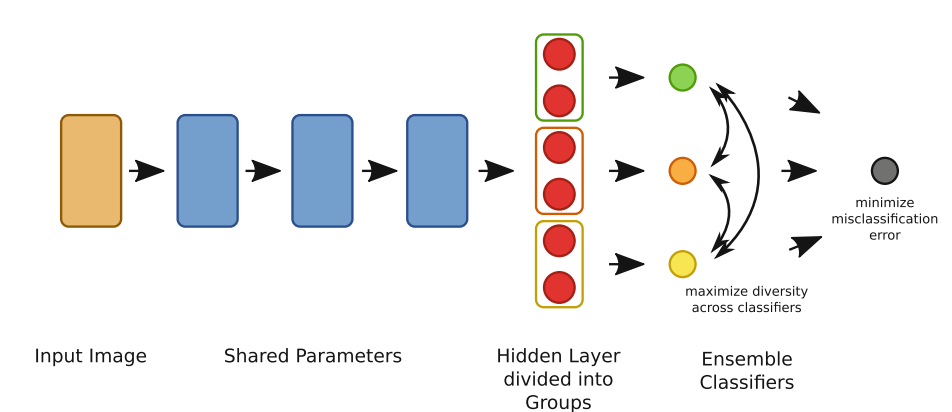 minimize
misclassification
error
maximize diversity
across classifiers
Input Image
Shared Parameters
Hidden Layer
divided into
Groups
Ensemble
Classifiers